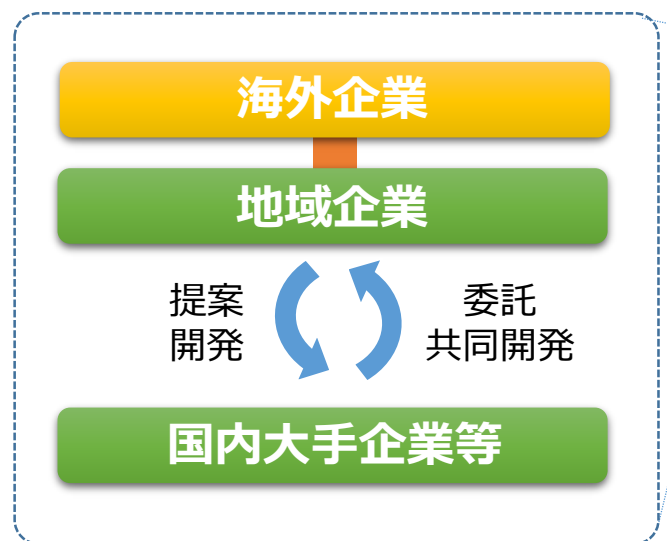 海外企業
地域企業
提案
開発
委託
共同開発
国内大手企業等